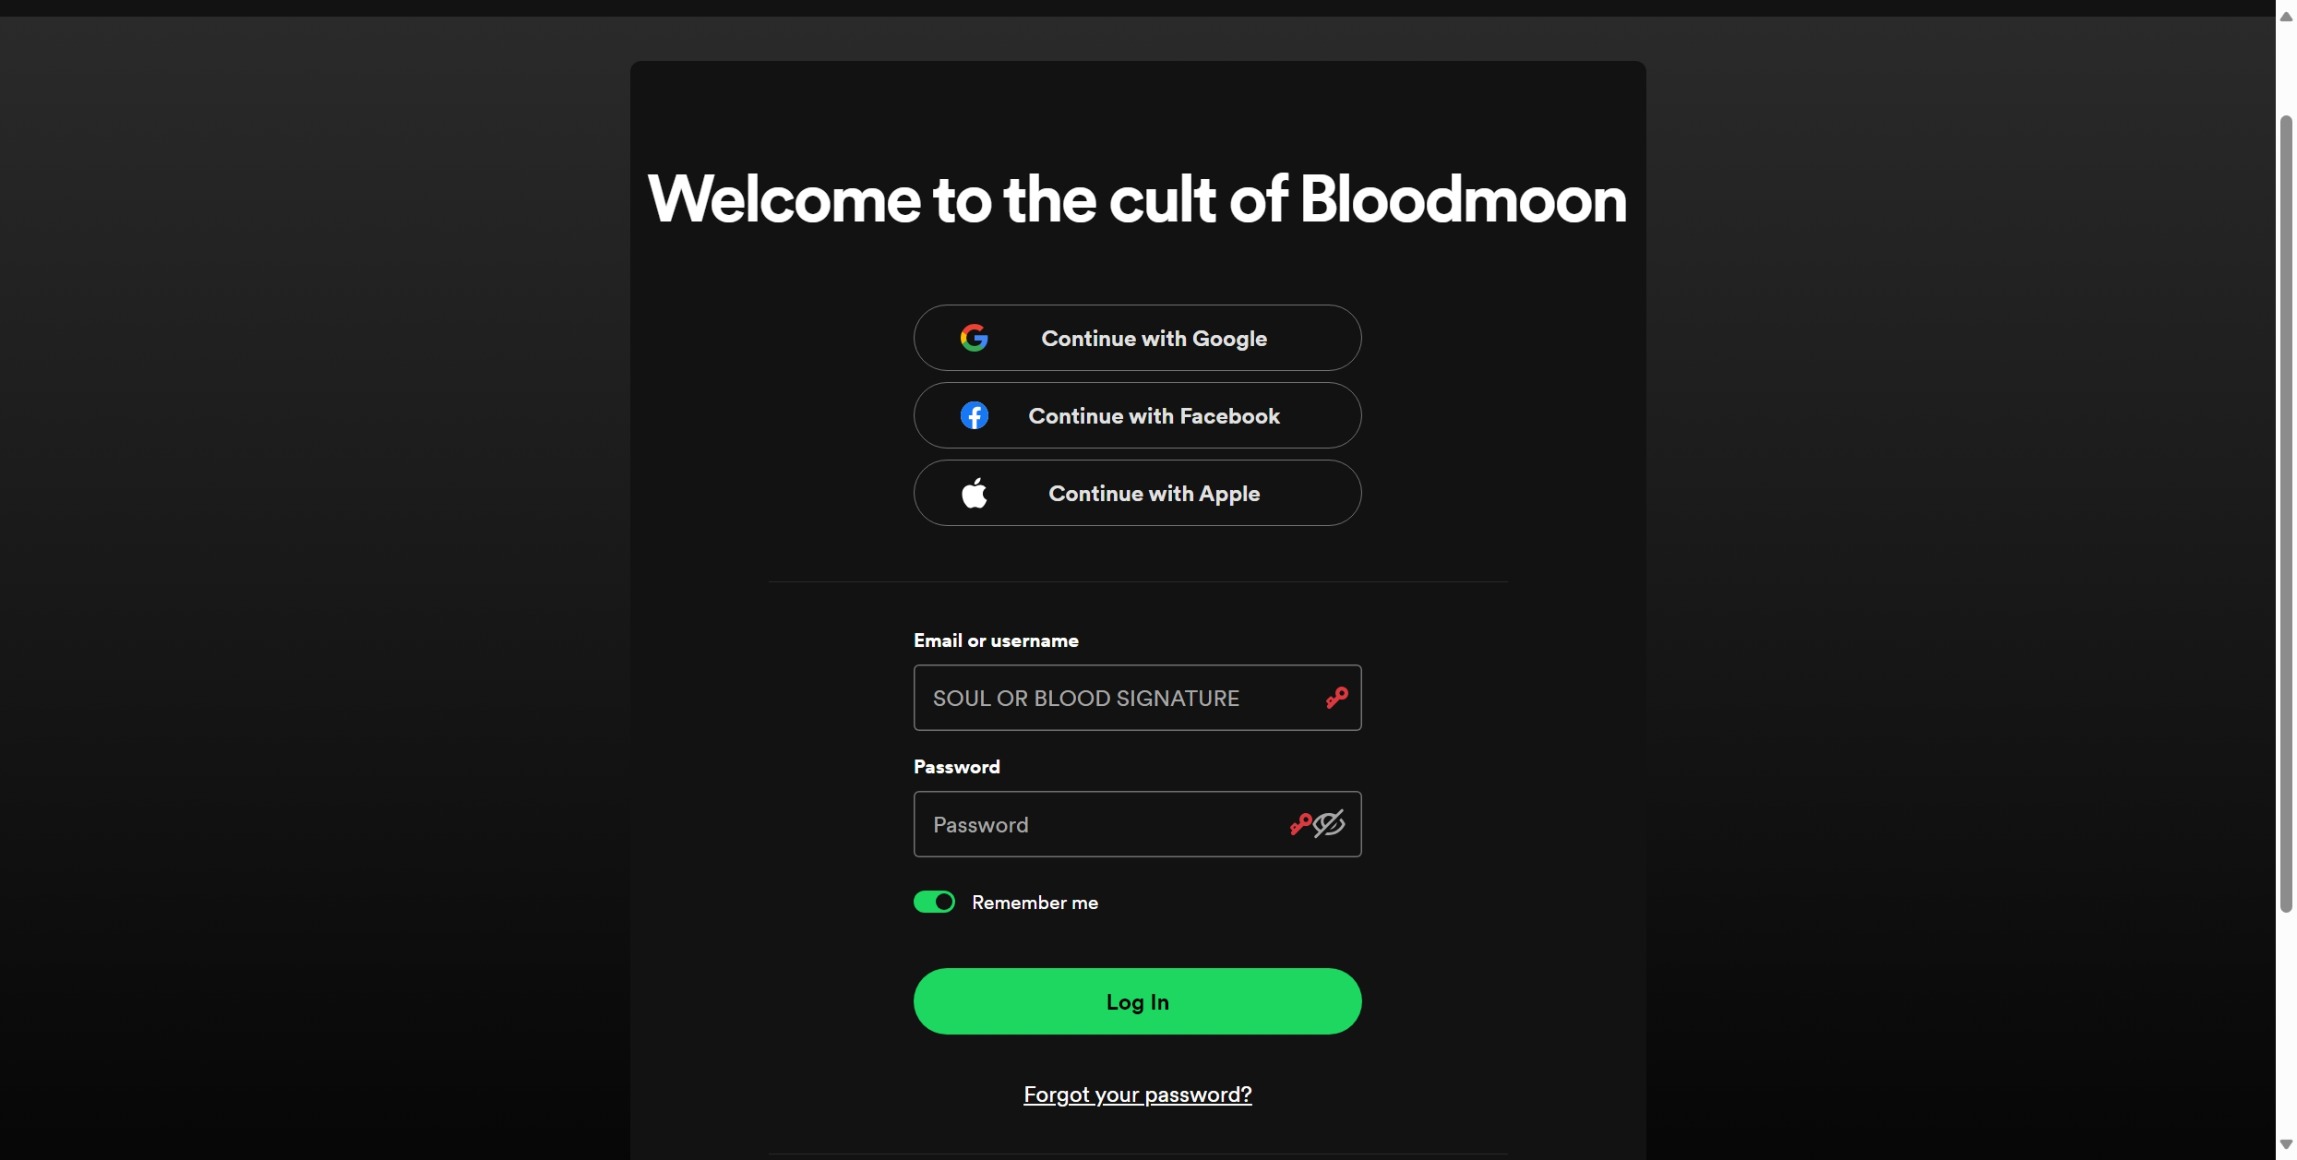 Welcome to the cult of Bloodmoon
Continue with Google
Continue with Facebook
Continue with Apple
Email or username
SOUL OR BLOOD SIGNATURE
Password
Password
Remember me
Log In
Forgot your password?